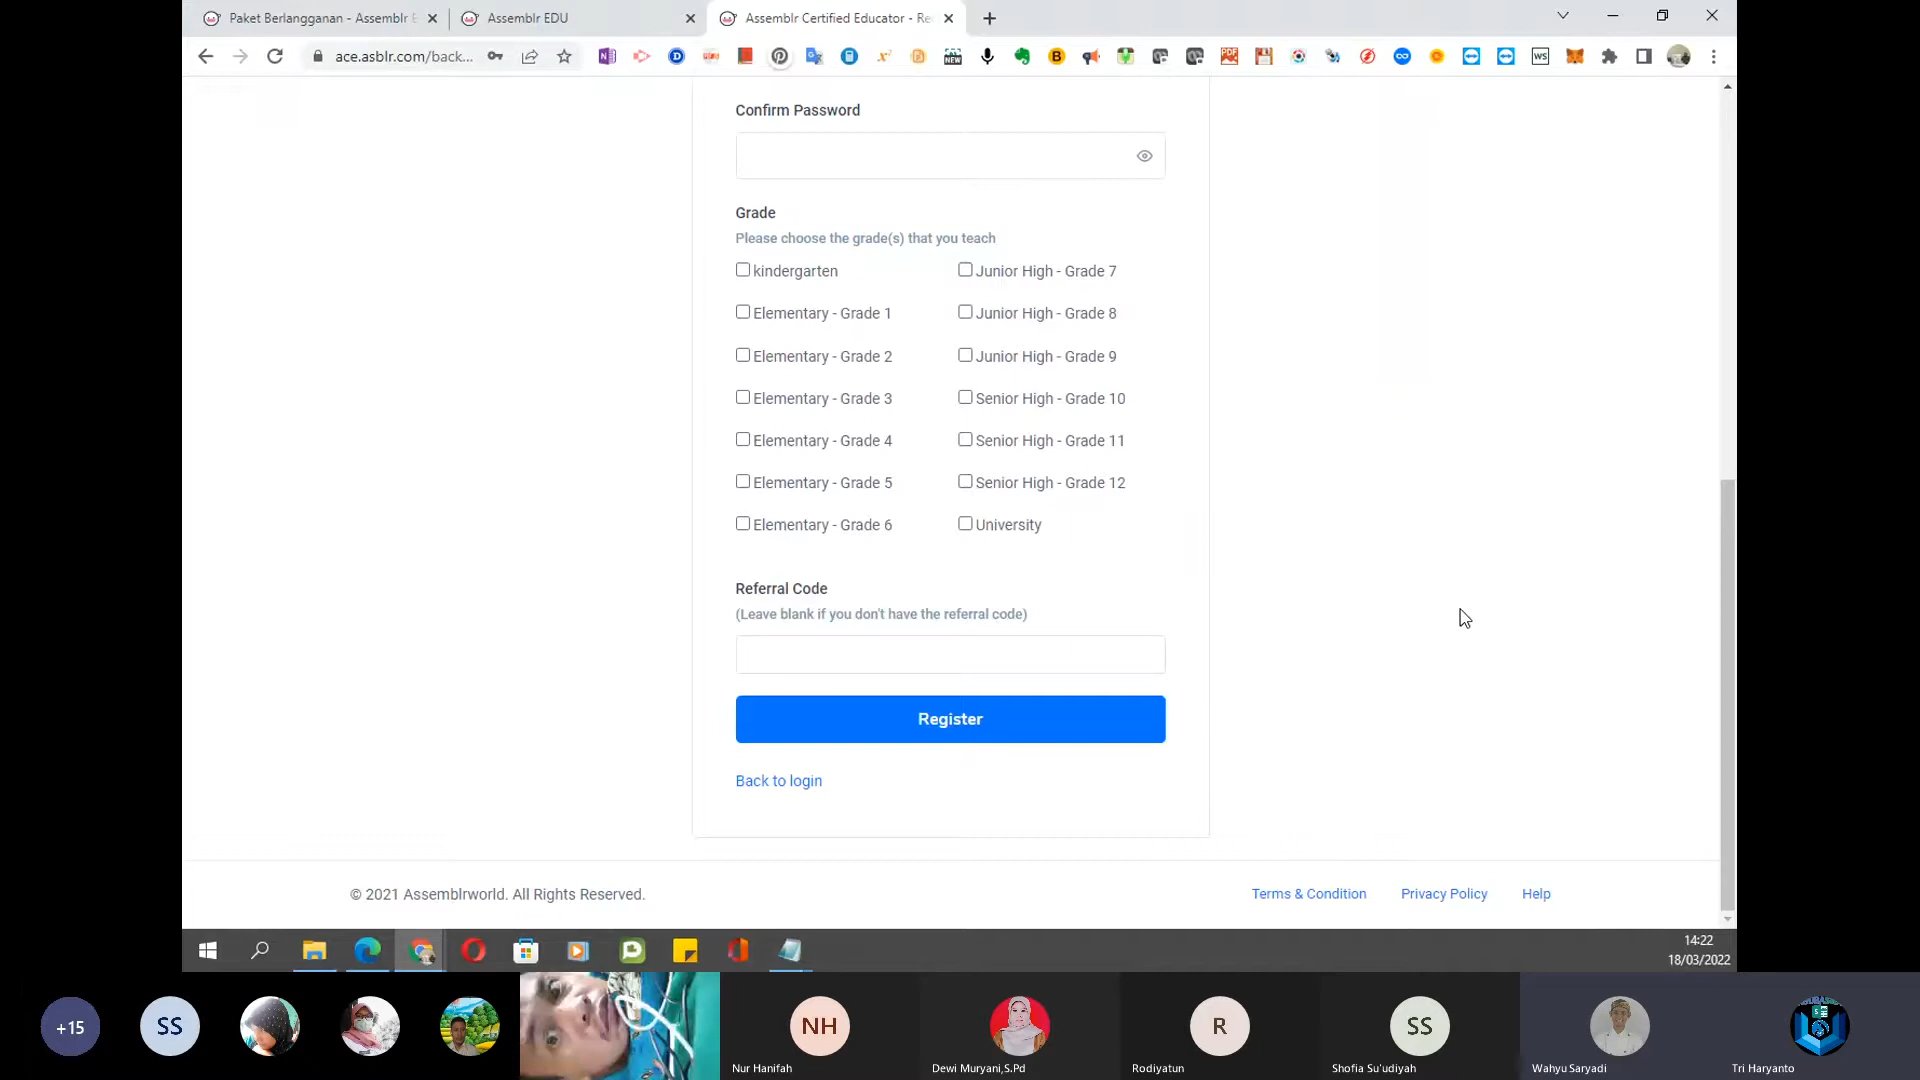 Paket Berlangganan - Assemblr E
Assemblr EDU
Assemblr Certified Educator - Re
ace.asblr.com/back...
Confirm Password
Grade
Please choose the grade(s) that you teach
kindergarten
Junior High - Grade 7
Elementary - Grade 1
Junior High - Grade 8
Elementary - Grade 2
Junior High - Grade 9
Elementary - Grade 3
Senior High - Grade 10
Elementary - Grade 4
Senior High - Grade 11
Elementary - Grade 5
Senior High - Grade 12
Elementary - Grade 6
University
Referral Code
(Leave blank if you don't have the referral code)
Register
Back to login
© 2021 Assemblrworld. All Rights Reserved.
Terms & Condition
Privacy Policy
Help
14:22
18/03/2022
+15
SS
NH
R
SS
Nur Hanifah
Dewi Muryani,S.Pd
Rodiyatun
Shofia Su'udiyah
Wahyu Saryadi
Tri Haryanto